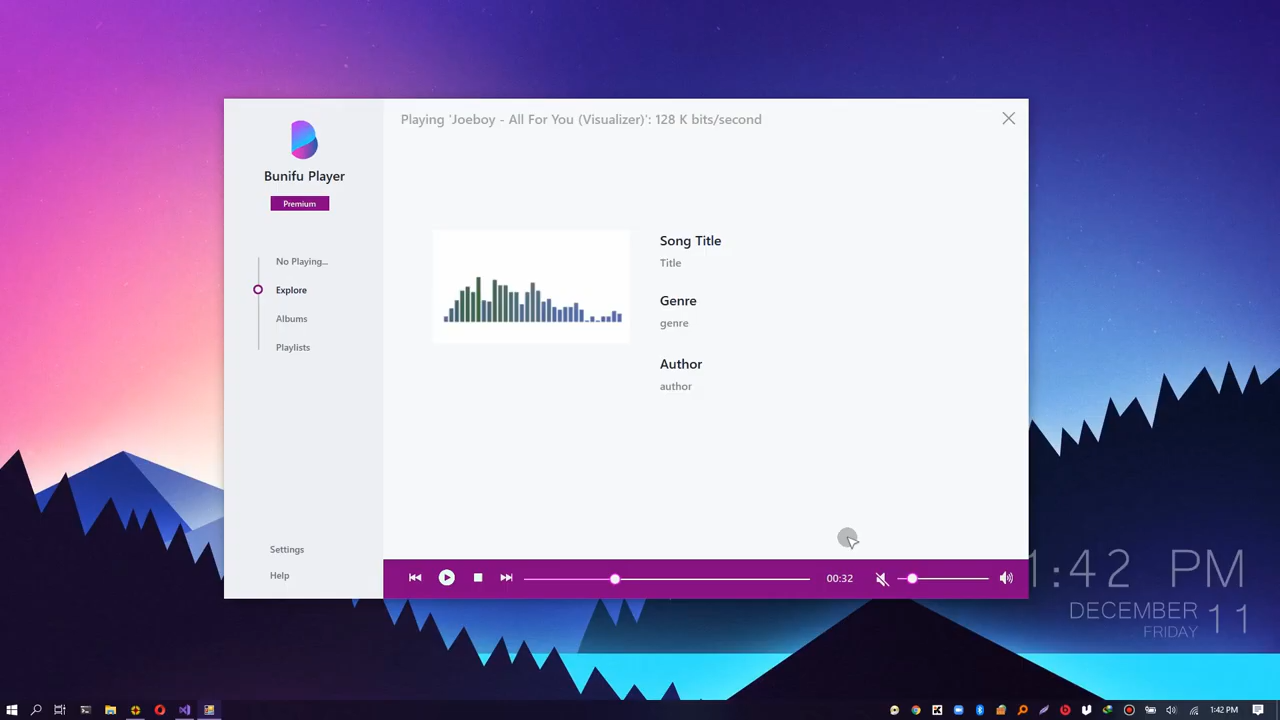 Playing 'Joeboy - All For You (Visualizer)': 128 K bits/second
Bunifu Player
Premium
No Playing...
Explore
Albums
Playlists
Settings
Help
Song Title
Title
Genre
genre
Author
author
00:32
1:42 PM
DECEMBER 11
FRIDAY
1:42 PM